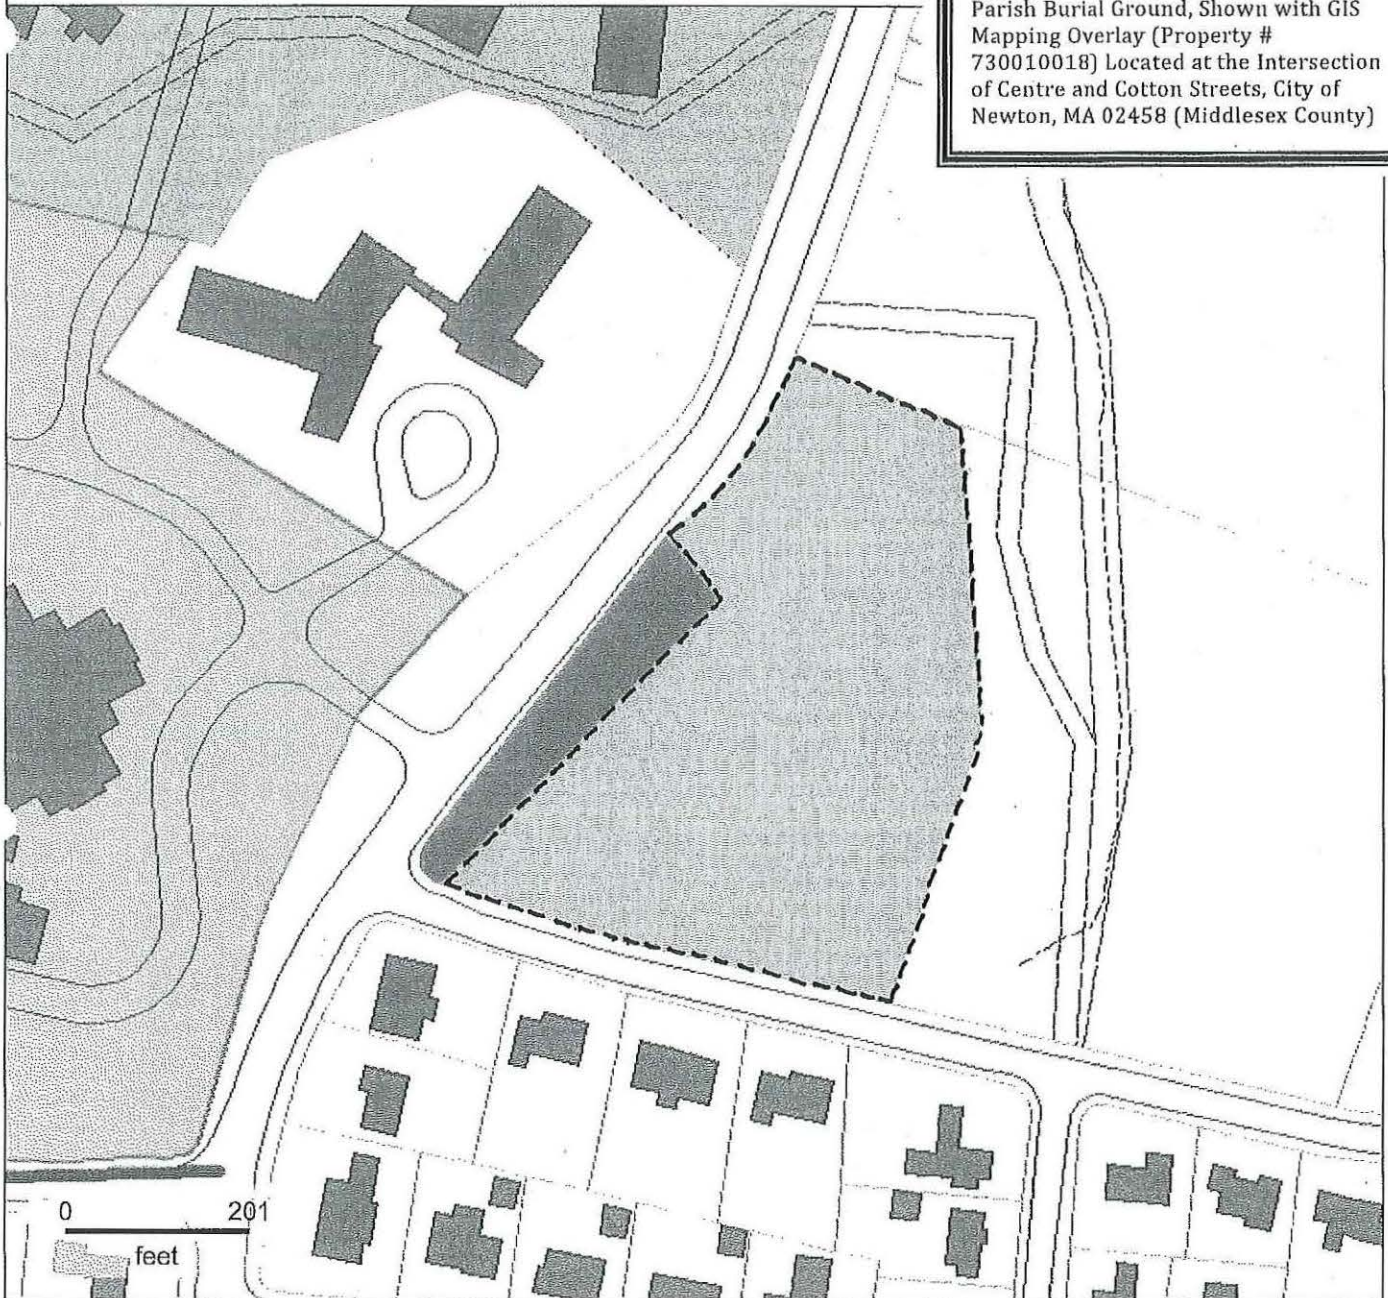 Parish Burial Ground, Shown with GIS
Mapping Overlay (Property #
730010018) Located at the Intersection
of Centre and Cotton Streets, City of
Newton, MA 02458 (Middlesex County)
0 201
feet